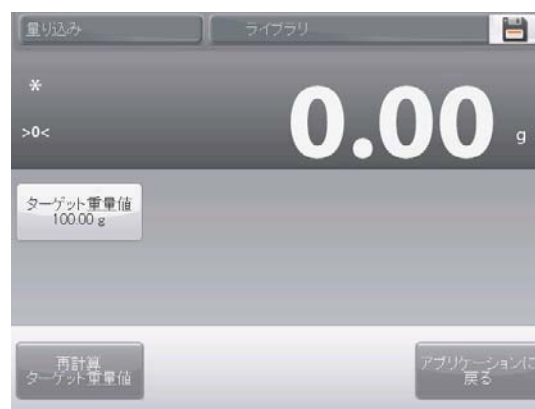 量り込み
ライブラリ
*
>0<
0.00 g
ターゲット重量値
100.00 g
再計算
ターゲット重量値
アプリケーションに
戻る